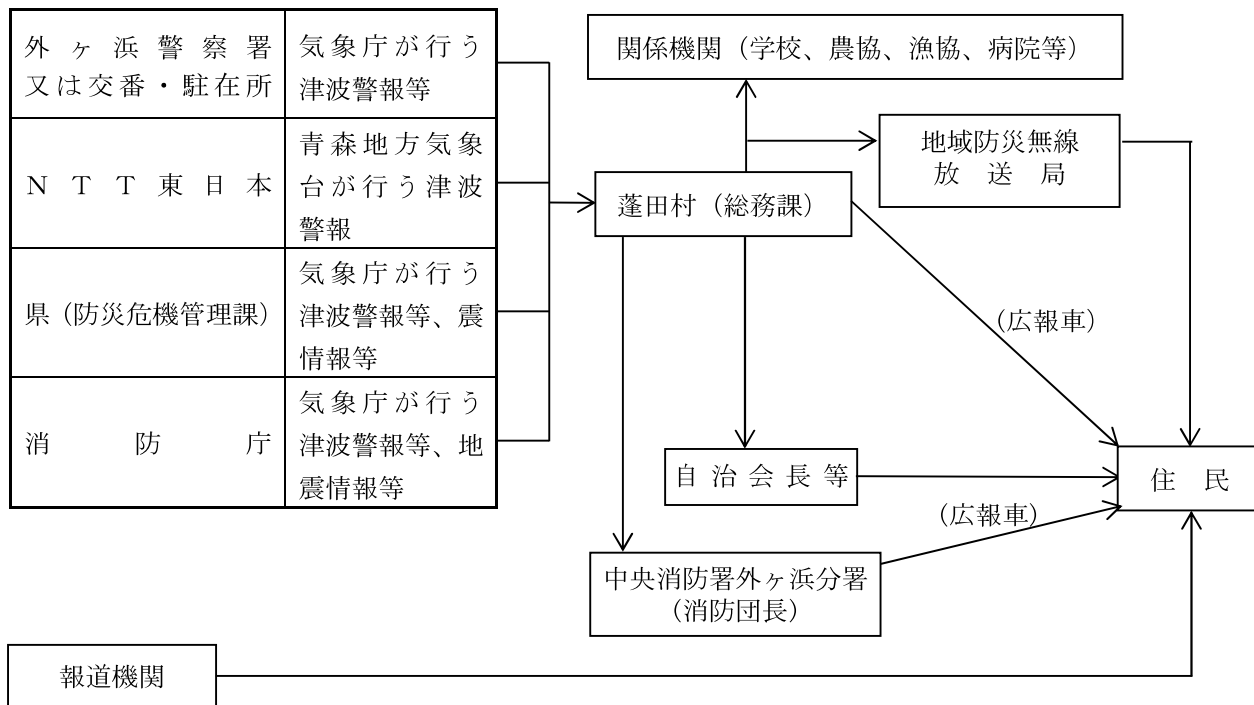 外ヶ浜警察署
又は交番・駐在所
気象庁が行う
津波警報等
NTT東日本
青森地方気象
台が行う津波
警報
県（防災危機管理課）
気象庁が行う
津波警報等、震
情報等
消防庁
気象庁が行う
津波警報等、地
震情報等
関係機関（学校、農協、漁協、病院等）
地域防災無線
放送局
蓬田村（総務課）
（広報車）
自治会長等
住民
（広報車）
中央消防署外ヶ浜分署
（消防団長）
報道機関